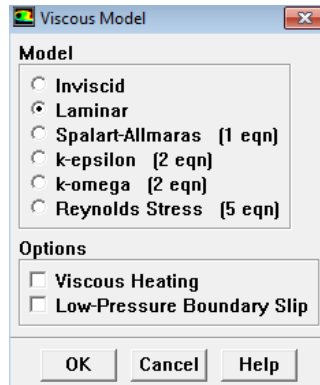 Viscous Model
Model
Inviscid
Laminar
Spalart-Allmaras (1 eqn)
k-epsilon (2 eqn)
k-omega (2 eqn)
Reynolds Stress (5 eqn)
Options
Viscous Heating
Low-Pressure Boundary Slip
OK Cancel Help